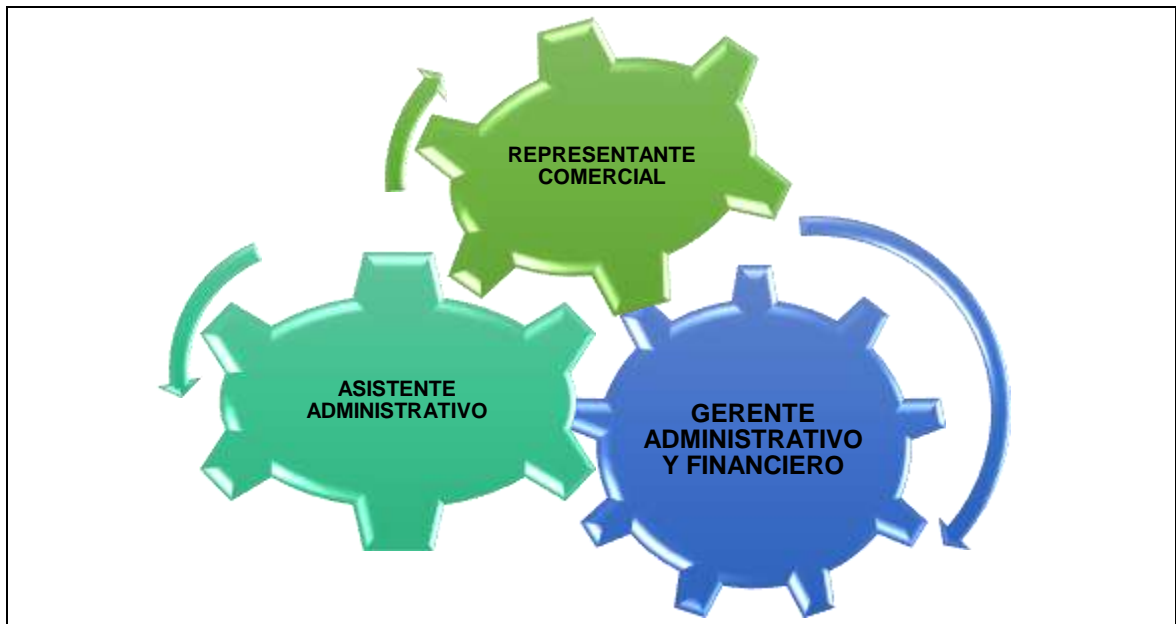 REPRESENTANTE
COMERCIAL
ASISTENTE
ADMINISTRATIVO
GERENTE
ADMINISTRATIVO
Y FINANCIERO